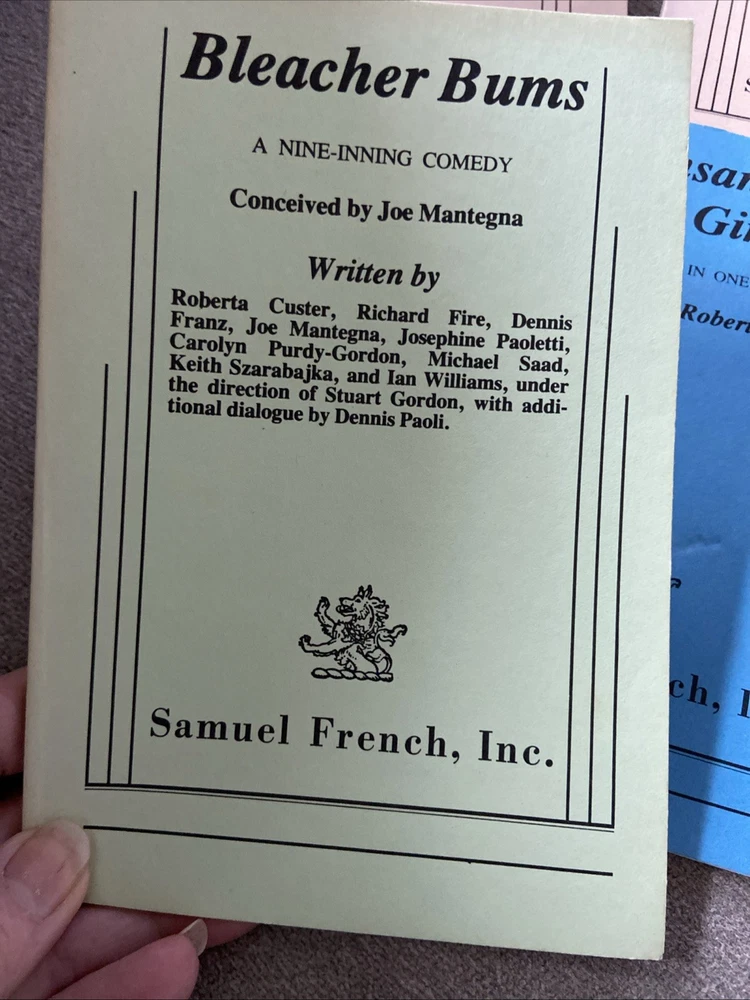 Bleacher Bums
A NINE-INNING COMEDY
Conceived by Joe Mantegna
Written by
Roberta Custer, Richard Fire, Dennis
Franz, Joe Mantegna, Josephine Paoletti,
Carolyn Purdy-Gordon, Michael Saad,
Keith Szarabajka, and Ian Williams, under
the direction of Stuart Gordon, with addi-
tional dialogue by Dennis Paoli.
Samuel French, Inc.
IN ONE